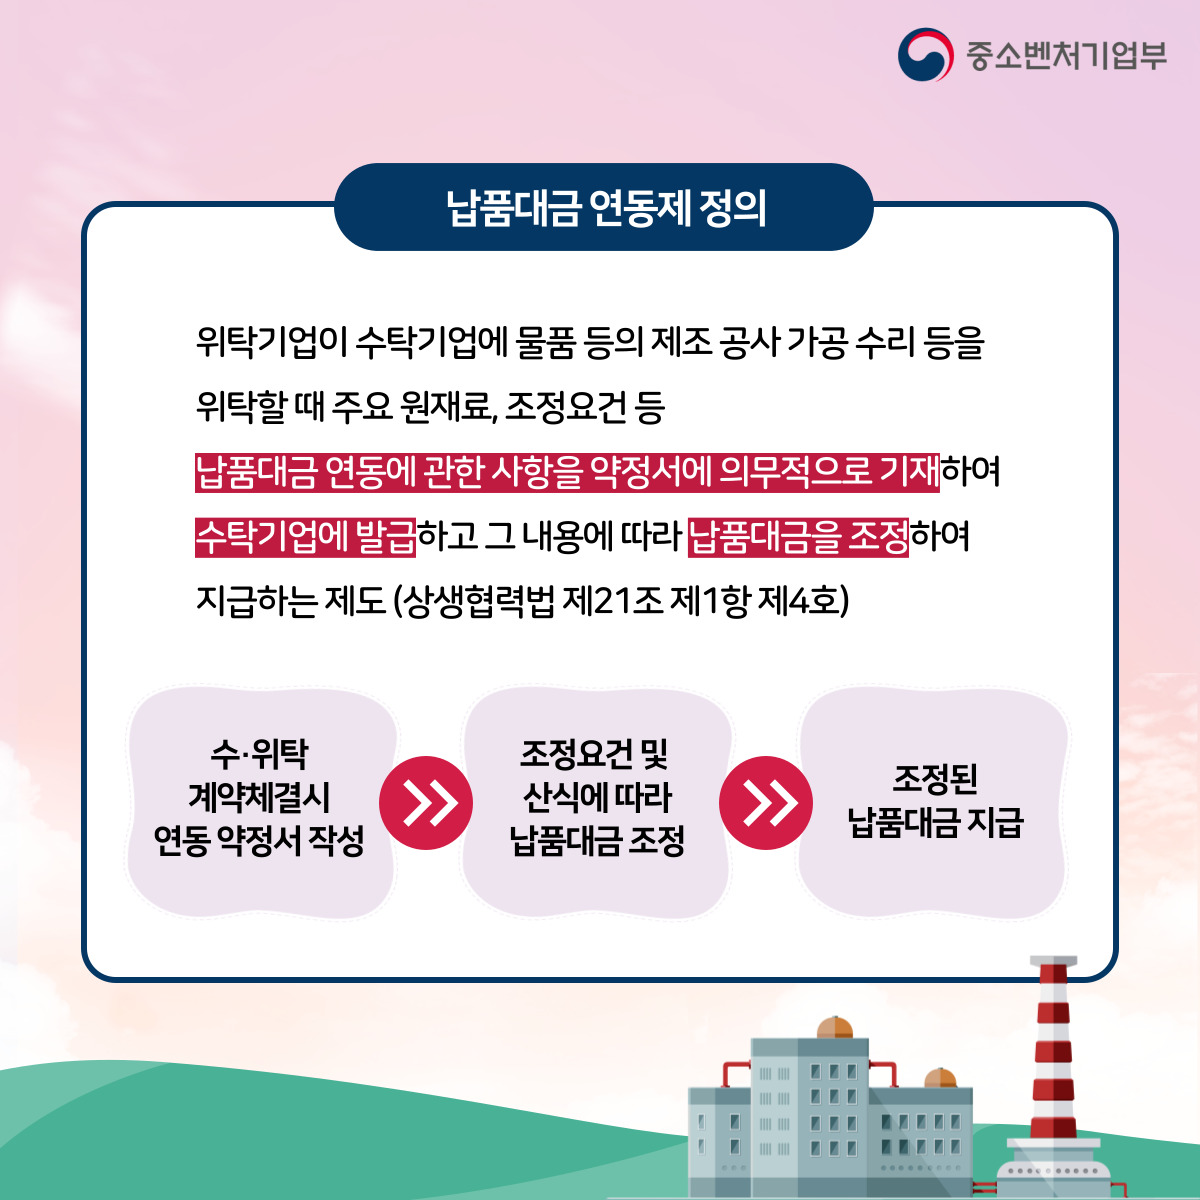 중소벤처기업부
납품대금 연동제 정의
위탁기업이 수탁기업에 물품 등의 제조 공사 가공 수리 등을
위탁할 때 주요 원재료, 조정요건 등
납품대금 연동에 관한 사항을 약정서에 의무적으로 기재하여
수탁기업에 발급하고 그 내용에 따라 납품대금을 조정하여
지급하는 제도 (상생협력법 제21조 제1항 제4호)
수·위탁
계약체결시
연동 약정서 작성
조정요건 및
산식에 따라
납품대금 조정
조정된
납품대금 지급